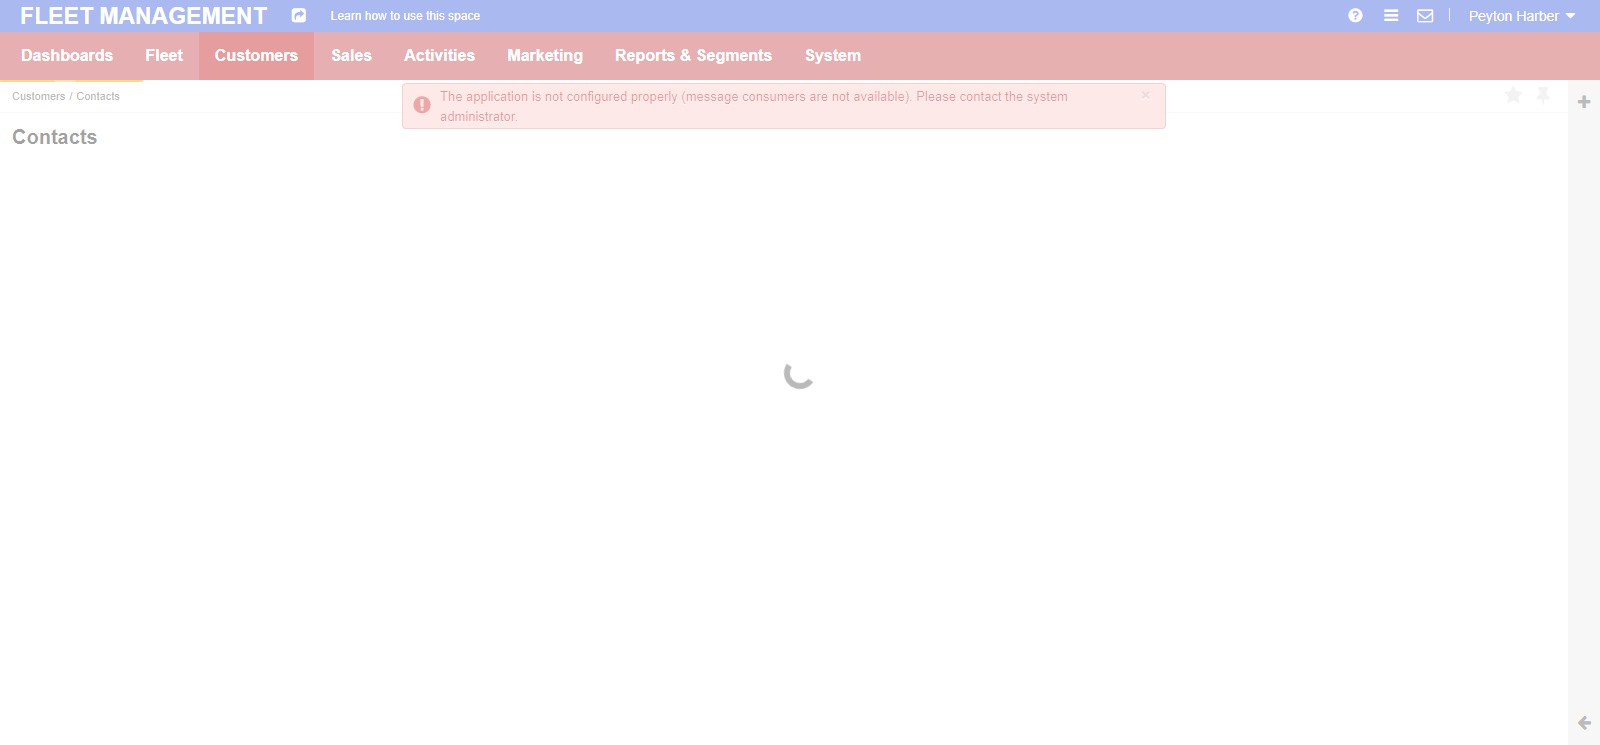 FLEET MANAGEMENT
Learn how to use this space
Peyton Harber
Dashboards
Fleet
Customers
Sales
Activities
Marketing
Reports & Segments
System
Customers / Contacts
The application is not configured properly (message consumers are not available). Please contact the system
administrator.
×
Contacts